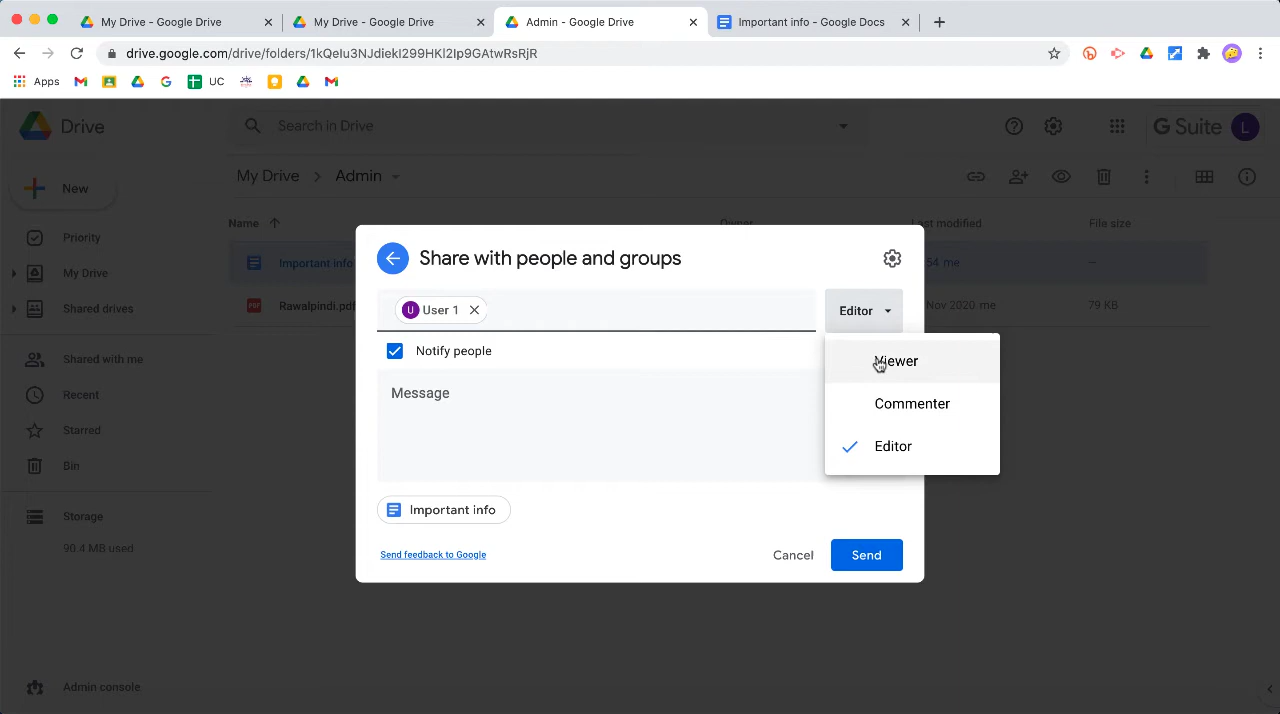 My Drive - Google Drive
My Drive - Google Drive
Admin - Google Drive
Important info - Google Docs
drive.google.com/drive/folders/1kQeIu3NJdiekI299HKl2Ip9GAtwRsRjR
Apps
UC
Drive
Search in Drive
G Suite
L
New
My Drive
Admin
Name
Owner
Last modified
File size
Priority
My Drive
Shared drives
Shared with me
Recent
Starred
Bin
Storage
90.4 MB used
Admin console
Important info
54 me
–
PDF
Rawalpindi.pdf
Nov 2020 me
79 KB
Share with people and groups
U
User 1
Editor
Notify people
Message
Viewer
Commenter
Editor
Important info
Send feedback to Google
Cancel
Send